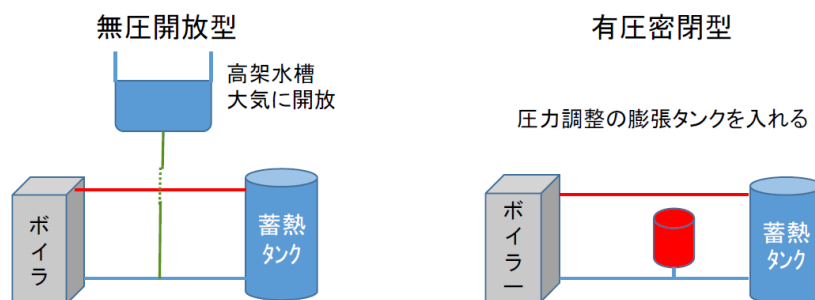 無圧開放型
高架水槽
大気に開放
ボイラ
蓄熱
タンク
有圧密閉型
圧力調整の膨張タンクを入れる
ボイラー
蓄熱
タンク